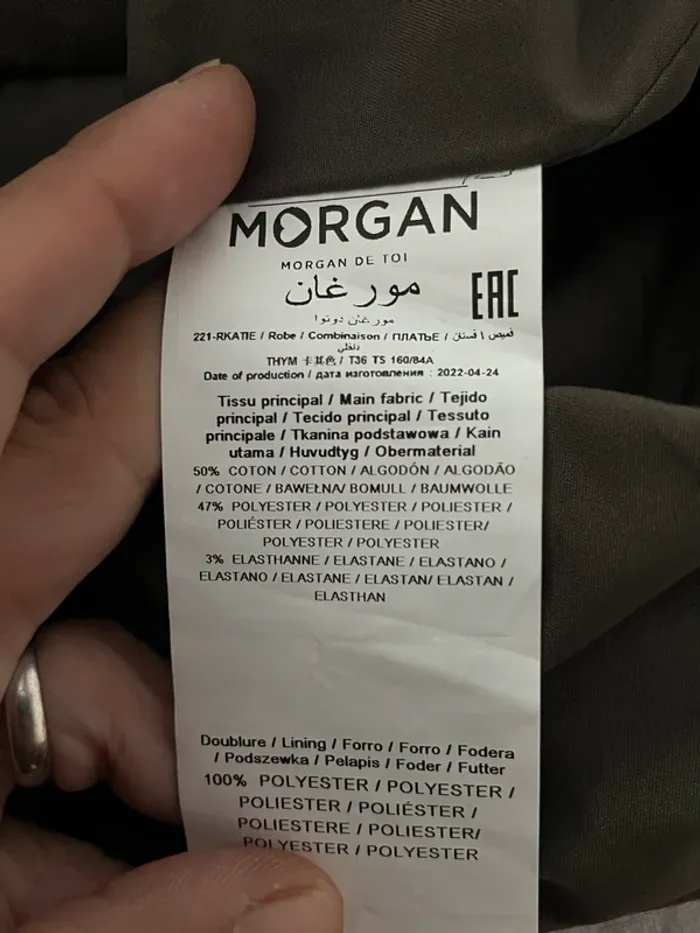 MORGAN
MORGAN DE TOI
مورغان
مورغان دوتوا
EAC
221-RKATIE / Robe / Combinaison / ПЛАТЬЕ / قميص / فستان
داخلي
THYM 卡其色 / T36 TS 160/84A
Date of production / дата изготовления : 2022-04-24
Tissu principal / Main fabric / Tejido
principal / Tecido principal / Tessuto
principale / Tkanina podstawowa / Kain
utama / Huvudtyg / Obermaterial
50% COTON / COTTON / ALGODÓN / ALGODÃO
/ COTONE / BAWEŁNA/ BOMULL / BAUMWOLLE
47% POLYESTER / POLYESTER / POLIESTER /
POLIÉSTER / POLIESTERE / POLIESTER/
POLYESTER / POLYESTER
3% ELASTHANNE / ELASTANE / ELASTANO /
ELASTANO / ELASTANE / ELASTAN/ ELASTAN /
ELASTHAN
Doublure / Lining / Forro / Forro / Fodera
/ Podszewka / Pelapis / Foder / Futter
100% POLYESTER / POLYESTER /
POLIESTER / POLIÉSTER /
POLIESTERE / POLIESTER/
POLYESTER / POLYESTER